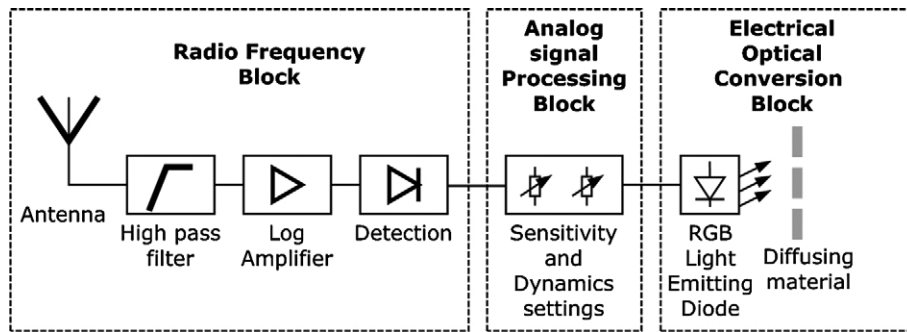 Radio Frequency
Block
Antenna
High pass
filter
Log
Amplifier
Detection
Analog
signal
Processing
Block
Sensitivity
and
Dynamics
settings
Electrical
Optical
Conversion
Block
RGB
Light
Emitting
Diode
Diffusing
material